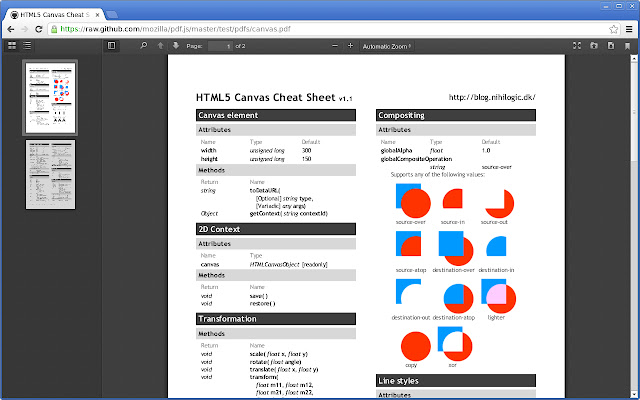 HTML5 Canvas Cheat S
https://raw.github.com/mozilla/pdf.js/master/test/pdfs/canvas.pdf
Page: 1 of 2
Automatic Zoom
HTML5 Canvas Cheat Sheet v1.1
http://blog.nihilogic.dk/
Canvas element
Attributes
Name Type Default
width unsigned long 300
height unsigned long 150
Methods
Return Name
string toDataURL(
[Optional] string type,
[Variadic] any args)
Object getContext( string contextId)
2D Context
Attributes
Name Type
canvas HTMLCanvasObject [readonly]
Methods
Return Name
void save( )
void restore( )
Transformation
Methods
Return Name
void scale( float x, float y)
void rotate( float angle)
void translate( float x, float y)
void transform(
float m11, float m12,
float m21, float m22,
Compositing
Attributes
Name Type Default
globalAlpha float 1.0
globalCompositeOperation
string source-over
Supports any of the following values:
source-over source-in source-out
source-atop destination-over destination-in
destination-out destination-atop lighter
copy xor
Line styles
Attributes